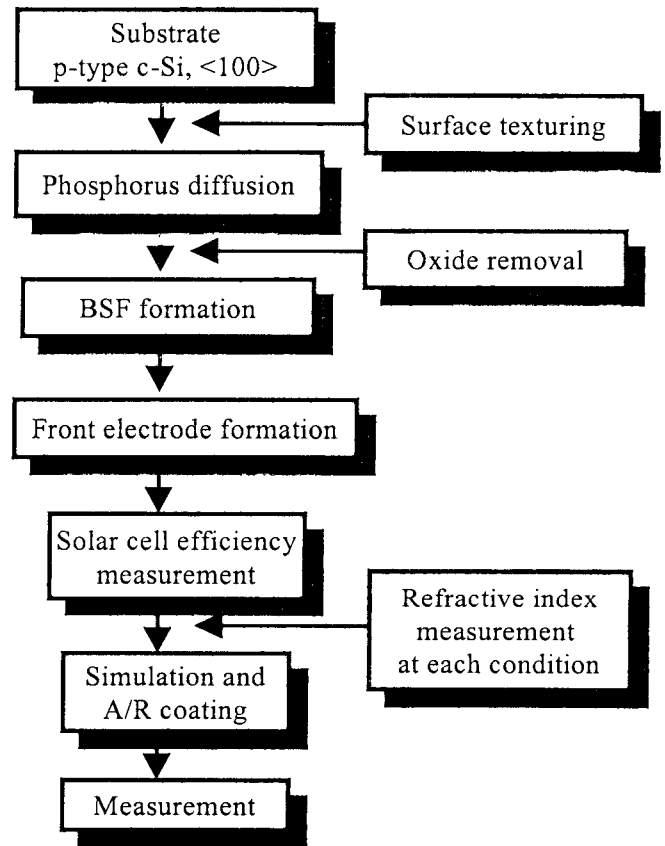 Substrate
p-type c-Si, <100>
Surface texturing
Phosphorus diffusion
Oxide removal
BSF formation
Front electrode formation
Solar cell efficiency
measurement
Refractive index
measurement
at each condition
Simulation and
A/R coating
Measurement